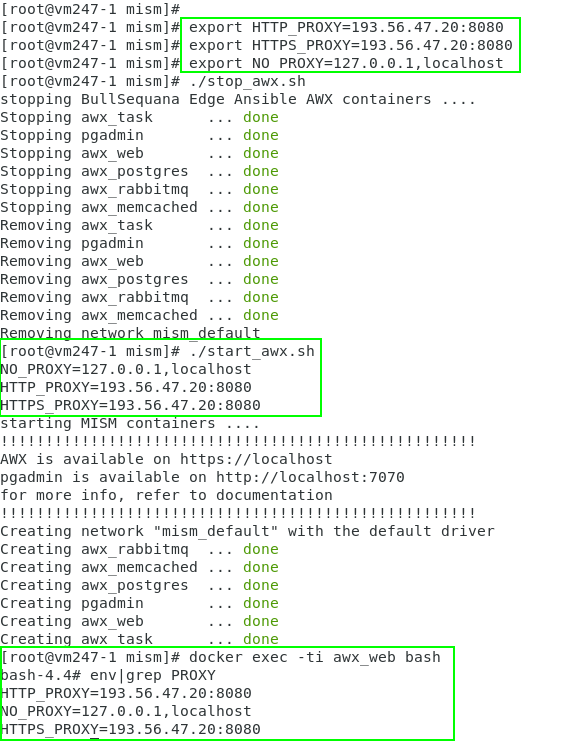 [root@vm247-1 mism]#
[root@vm247-1 mism]# export HTTP_PROXY=193.56.47.20:8080
[root@vm247-1 mism]# export HTTPS_PROXY=193.56.47.20:8080
[root@vm247-1 mism]# export NO_PROXY=127.0.0.1,localhost
[root@vm247-1 mism]# ./stop_awx.sh
stopping BullSequana Edge Ansible AWX containers ....
Stopping awx_task      ... done
Stopping pgadmin       ... done
Stopping awx_web       ... done
Stopping awx_postgres  ... done
Stopping awx_rabbitmq  ... done
Stopping awx_memcached ... done
Removing awx_task      ... done
Removing pgadmin       ... done
Removing awx_web       ... done
Removing awx_postgres  ... done
Removing awx_rabbitmq  ... done
Removing awx_memcached ... done
Removing network mism_default
[root@vm247-1 mism]# ./start_awx.sh
NO_PROXY=127.0.0.1,localhost
HTTP_PROXY=193.56.47.20:8080
HTTPS_PROXY=193.56.47.20:8080
starting MISM containers ....
!!!!!!!!!!!!!!!!!!!!!!!!!!!!!!!!!!!!!!!!!!!!!!!!!!!!!
AWX is available on https://localhost
pgadmin is available on http://localhost:7070
for more info, refer to documentation
!!!!!!!!!!!!!!!!!!!!!!!!!!!!!!!!!!!!!!!!!!!!!!!!!!!!!
Creating network "mism_default" with the default driver
Creating awx_rabbitmq  ... done
Creating awx_memcached ... done
Creating awx_postgres  ... done
Creating pgadmin       ... done
Creating awx_web       ... done
Creating awx_task      ... done
[root@vm247-1 mism]# docker exec -ti awx_web bash
bash-4.4# env|grep PROXY
HTTP_PROXY=193.56.47.20:8080
NO_PROXY=127.0.0.1,localhost
HTTPS_PROXY=193.56.47.20:8080